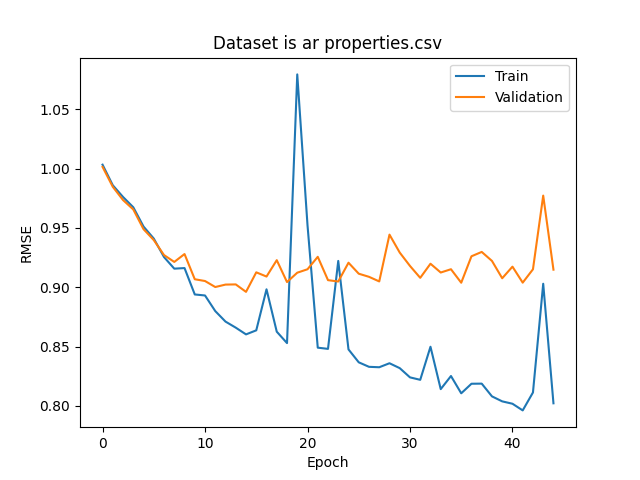 Dataset is ar properties.csv
Train
Validation
1.05
1.00
0.95
0.90
0.85
0.80
RMSE
0 10 20 30 40
Epoch